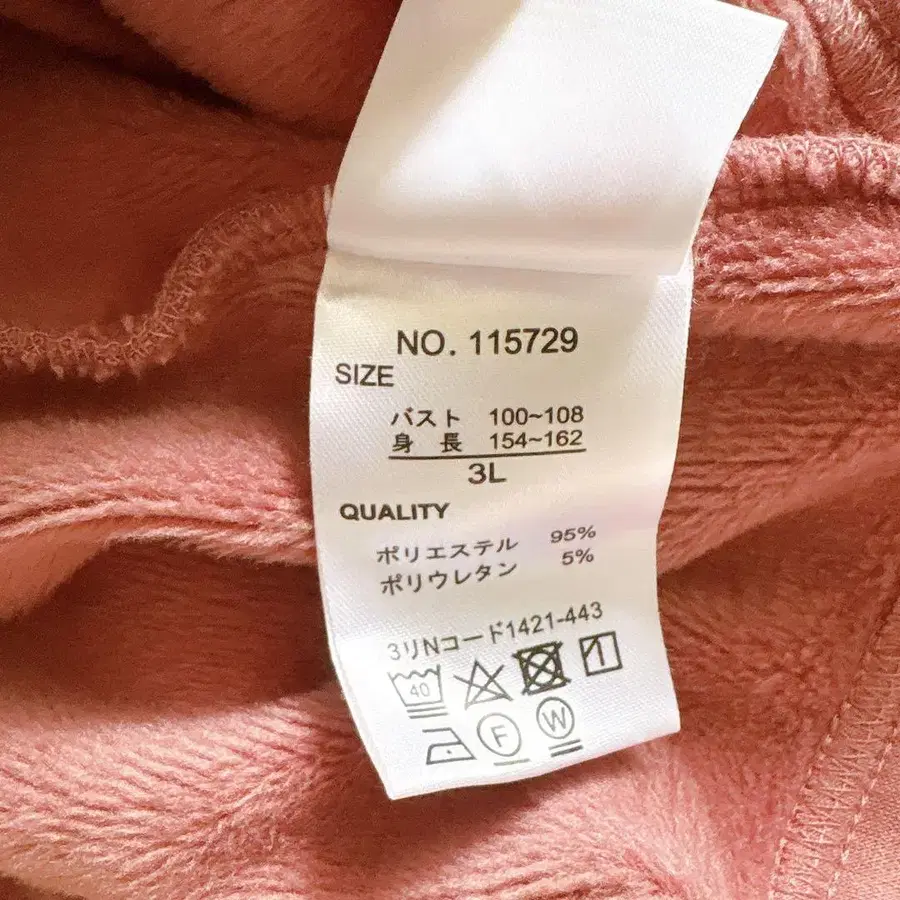 NO. 115729
SIZE
バスト 100~108
身 長 154~162
3L
QUALITY
ポリエステル 95%
ポリウレタン 5%
3リNコード1421-443
40
F W